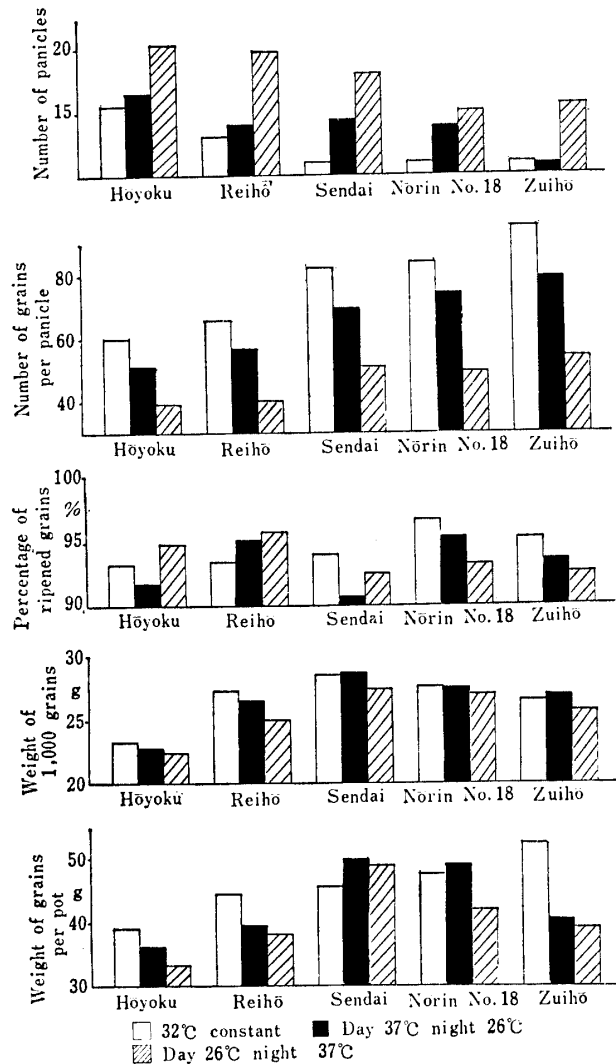 Number of panicles
20
15
Hōyoku Reihō Sendai Nōrin No. 18 Zuihō
Number of grains
per panicle
80
60
40
Hōyoku Reihō Sendai Nōrin No. 18 Zuihō
Percentage of
ripened grains
100
%
95
90
Hōyoku Reihō Sendai Nōrin No. 18 Zuihō
Weight of
1,000 grains
30
g
25
20
Hōyoku Reihō Sendai Nōrin No. 18 Zuihō
Weight of grains
per pot
50
g
40
30
Hōyoku Reihō Sendai Norin No. 18 Zuihō
32℃ constant Day 37℃ night 26℃
Day 26℃ night 37℃